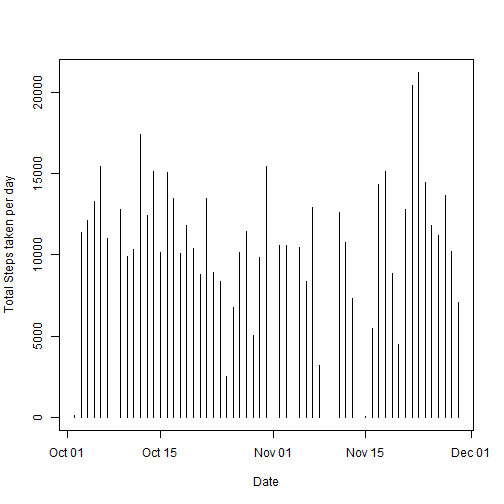 Total Steps taken per day
20000
15000
10000
5000
0
Oct 01 Oct 15 Nov 01 Nov 15 Dec 01
Date